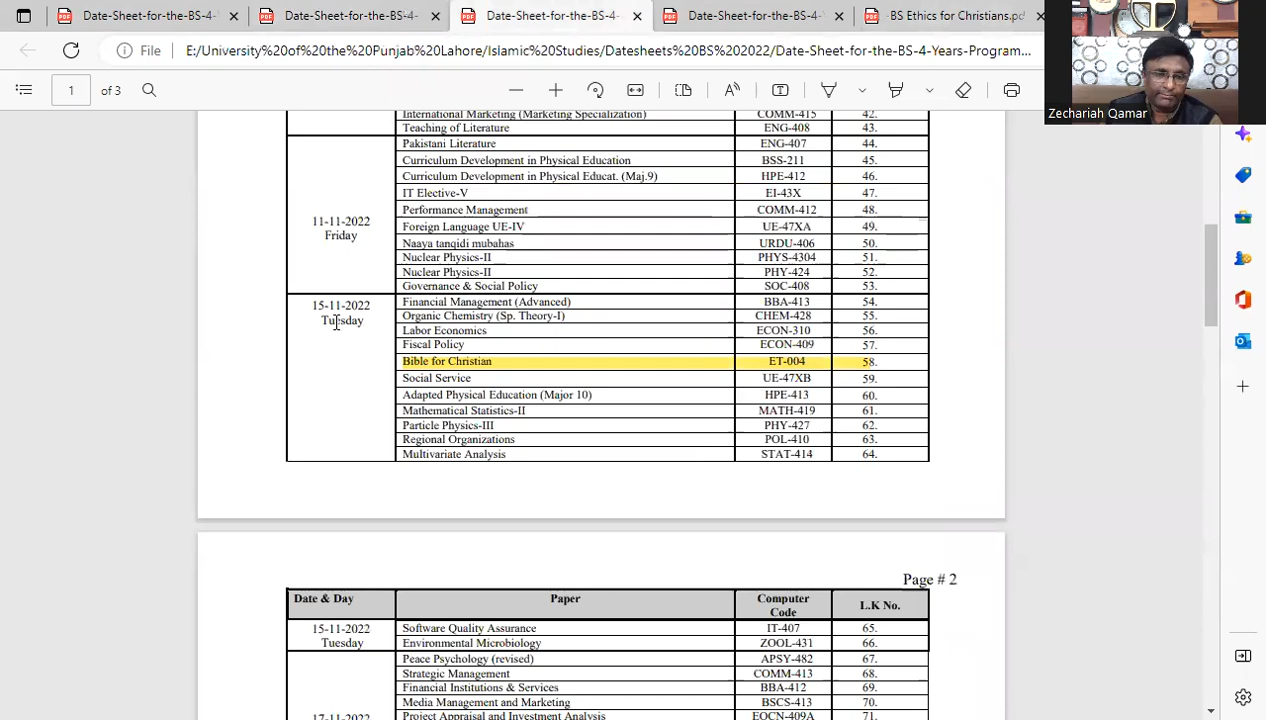 Date-Sheet-for-the-BS-4-Y
Date-Sheet-for-the-BS-4-
Date-Sheet-for-the-BS-4-
Date-Sheet-for-the-BS-4-
BS Ethics for Christians.pd
File E:/University%20of%20the%20Punjab%20Lahore/Islamic%20Studies/Datesheets%20BS%202022/Date-Sheet-for-the-BS-4-Years-Program...
1 of 3
Zechariah Qamar
International Marketing (Marketing Specialization) COMM-415 42.
Teaching of Literature ENG-408 43.
Pakistani Literature ENG-407 44.
Curriculum Development in Physical Education BSS-211 45.
Curriculum Development in Physical Educat. (Maj.9) HPE-412 46.
IT Elective-V EI-43X 47.
Performance Management COMM-412 48.
11-11-2022 Foreign Language UE-IV UE-47XA 49.
Friday Naaya tanqidi mubahas URDU-406 50.
Nuclear Physics-II PHYS-4304 51.
Nuclear Physics-II PHY-424 52.
Governance & Social Policy SOC-408 53.
15-11-2022 Financial Management (Advanced) BBA-413 54.
Tuesday Organic Chemistry (Sp. Theory-I) CHEM-428 55.
Labor Economics ECON-310 56.
Fiscal Policy ECON-409 57.
Bible for Christian ET-004 58.
Social Service UE-47XB 59.
Adapted Physical Education (Major 10) HPE-413 60.
Mathematical Statistics-II MATH-419 61.
Particle Physics-III PHY-427 62.
Regional Organizations POL-410 63.
Multivariate Analysis STAT-414 64.
Page # 2
Date & Day Paper Computer Code L.K No.
15-11-2022 Software Quality Assurance IT-407 65.
Tuesday Environmental Microbiology ZOOL-431 66.
Peace Psychology (revised) APSY-482 67.
Strategic Management COMM-413 68.
Financial Institutions & Services BBA-412 69.
Media Management and Marketing BSCS-413 70.
17-11-2022 Project Appraisal and Investment Analysis EOCN-409A 71.